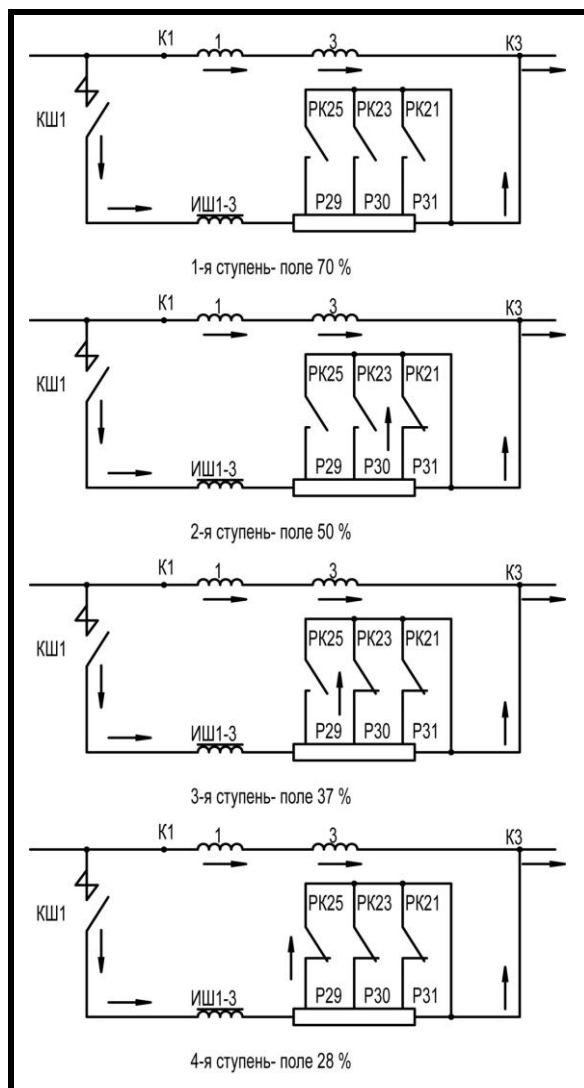 К1 1 3 К3
КШ1 РК25 РК23 РК21
ИШ1-3 Р29 Р30 Р31
1-я ступень- поле 70 %
К1 1 3 К3
КШ1 РК25 РК23 РК21
ИШ1-3 Р29 Р30 Р31
2-я ступень- поле 50 %
К1 1 3 К3
КШ1 РК25 РК23 РК21
ИШ1-3 Р29 Р30 Р31
3-я ступень- поле 37 %
К1 1 3 К3
КШ1 РК25 РК23 РК21
ИШ1-3 Р29 Р30 Р31
4-я ступень- поле 28 %